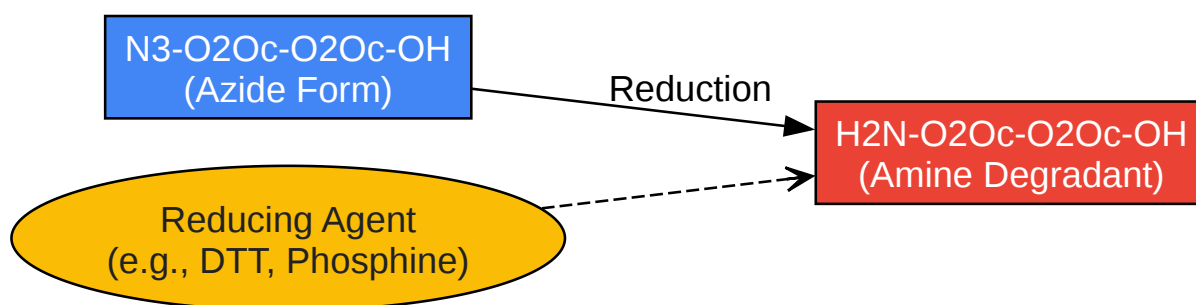 N3-O2Oc-O2Oc-OH
(Azide Form)
Reduction
H2N-O2Oc-O2Oc-OH
(Amine Degradant)
Reducing Agent
(e.g., DTT, Phosphine)